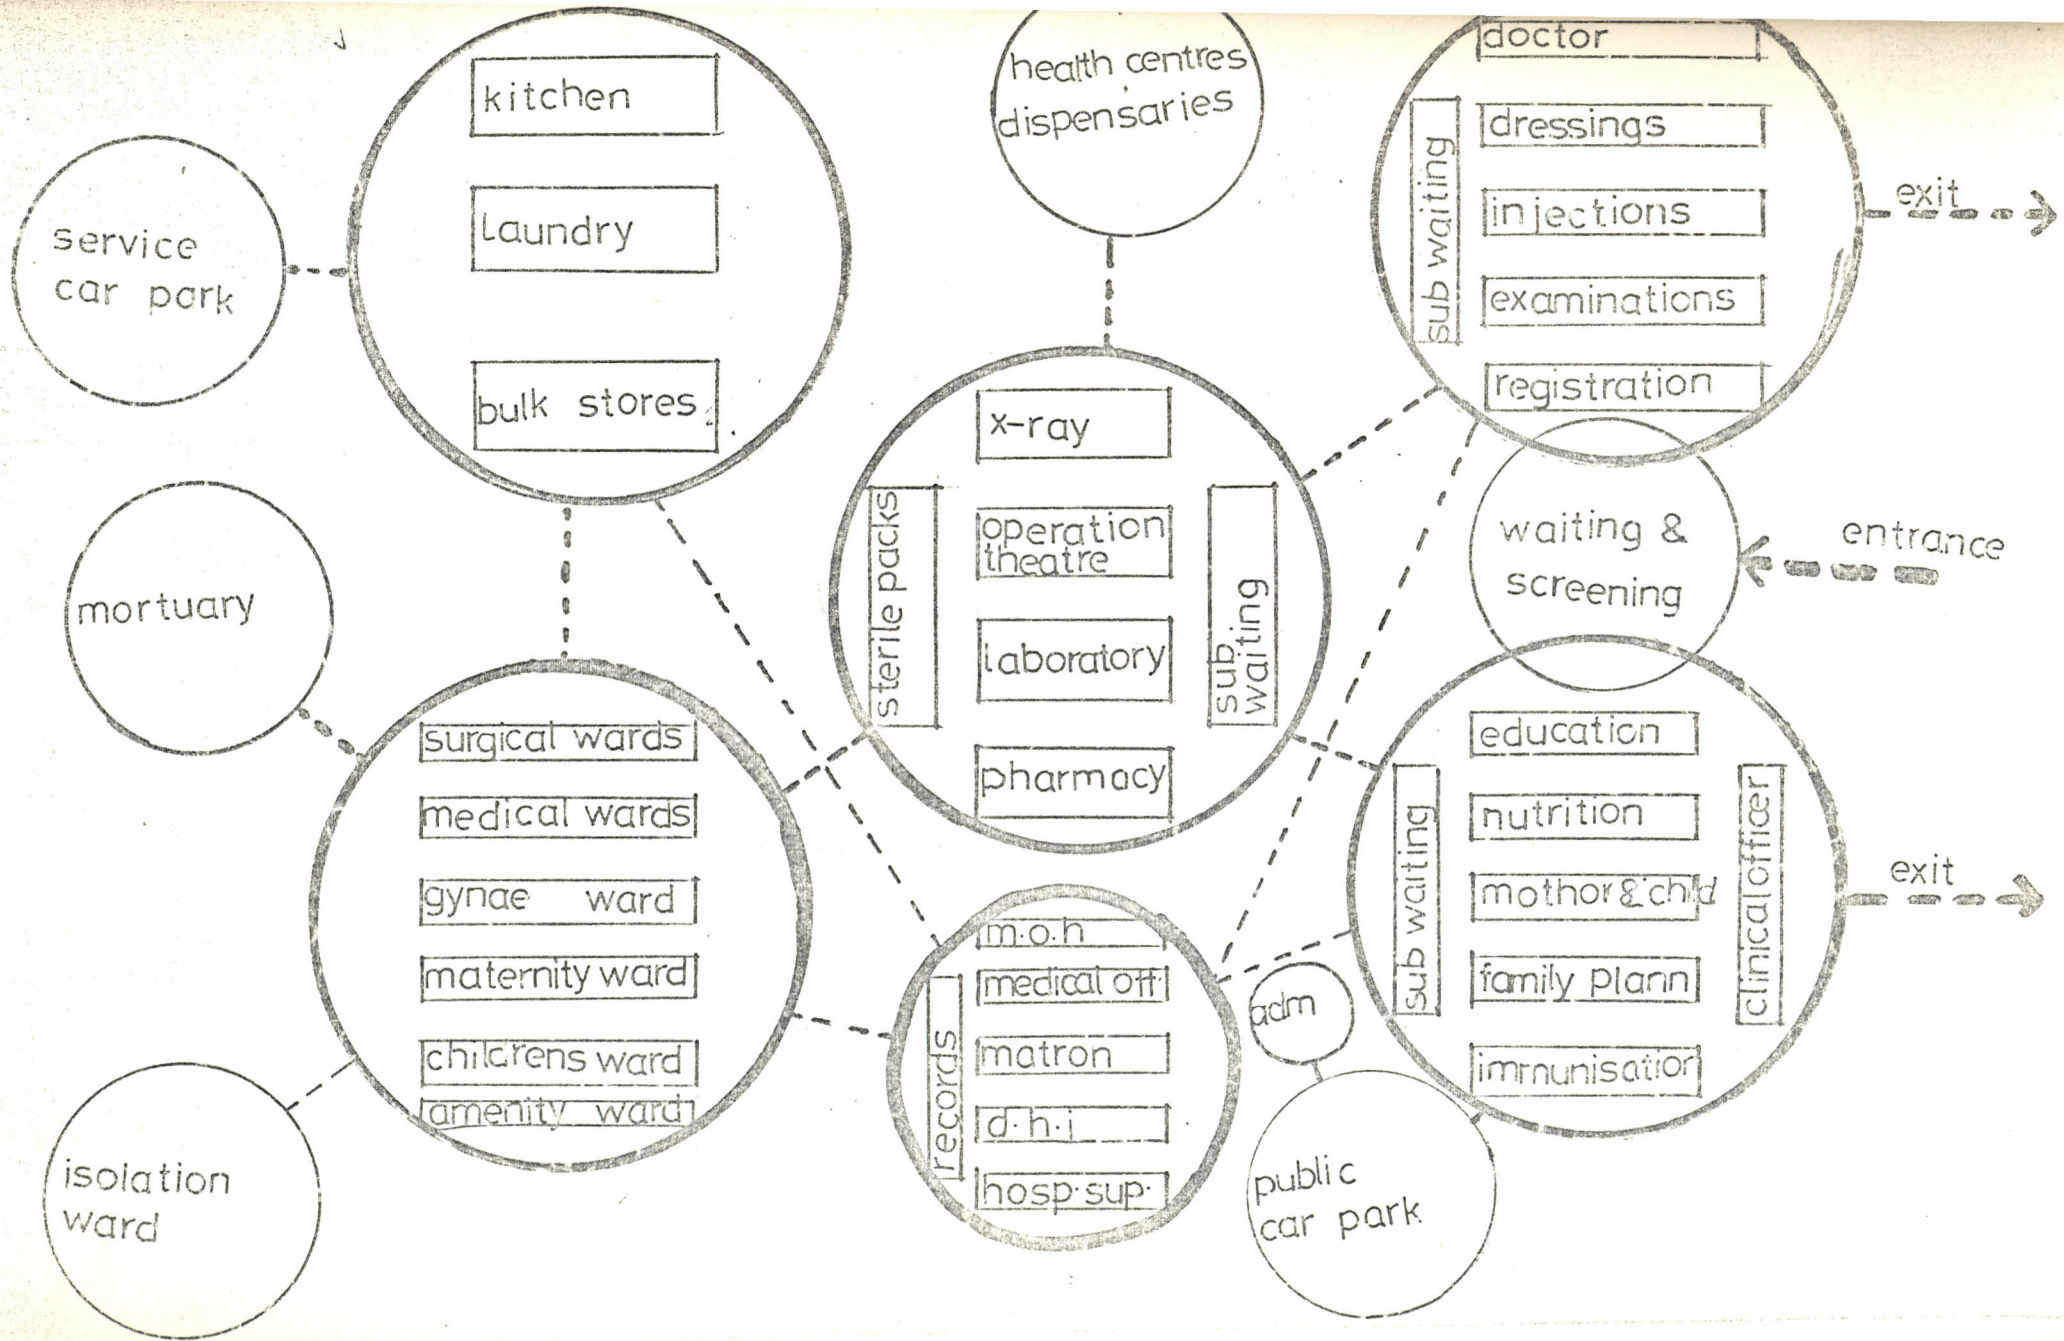 kitchen
Laundry
bulk stores
service
car park
health centres
dispensaries
doctor
dressings
injections
examinations
registration
sub waiting
exit
waiting &
screening
entrance
x-ray
operation
theatre
laboratory
pharmacy
sterile packs
sub
waiting
mortuary
surgical wards
medical wards
gynae ward
maternity ward
chilcrens ward
amenity ward
isolation
ward
m.o.h
medical off.
matron
d.h.i
hosp.sup.
records
adm
public
car park
education
nutrition
mothor & child
family plann
immunisation
sub waiting
clinical officer
exit